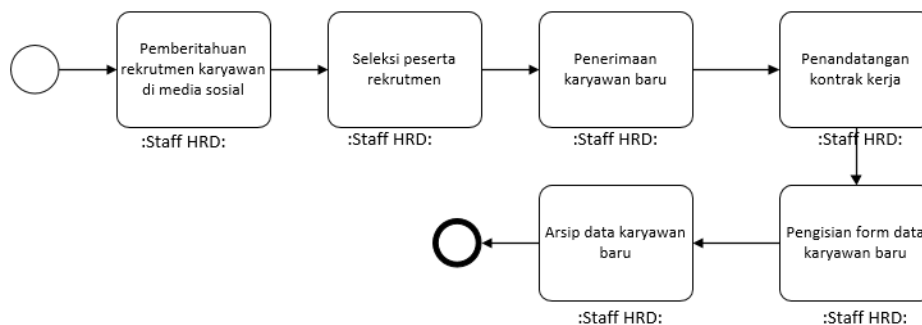 Pemberitahuan
rekrutmen karyawan
di media sosial
:Staff HRD:
Seleksi peserta
rekrutmen
:Staff HRD:
Penerimaan
karyawan baru
:Staff HRD:
Penandatangan
kontrak kerja
:Staff HRD:
Pengisian form data
karyawan baru
:Staff HRD:
Arsip data karyawan
baru
:Staff HRD: